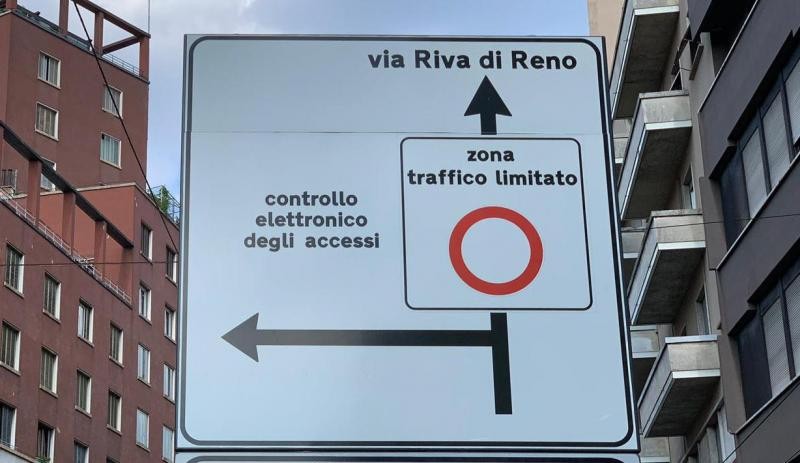 via Riva di Reno
zona
traffico limitato
controllo
elettronico
degli accessi